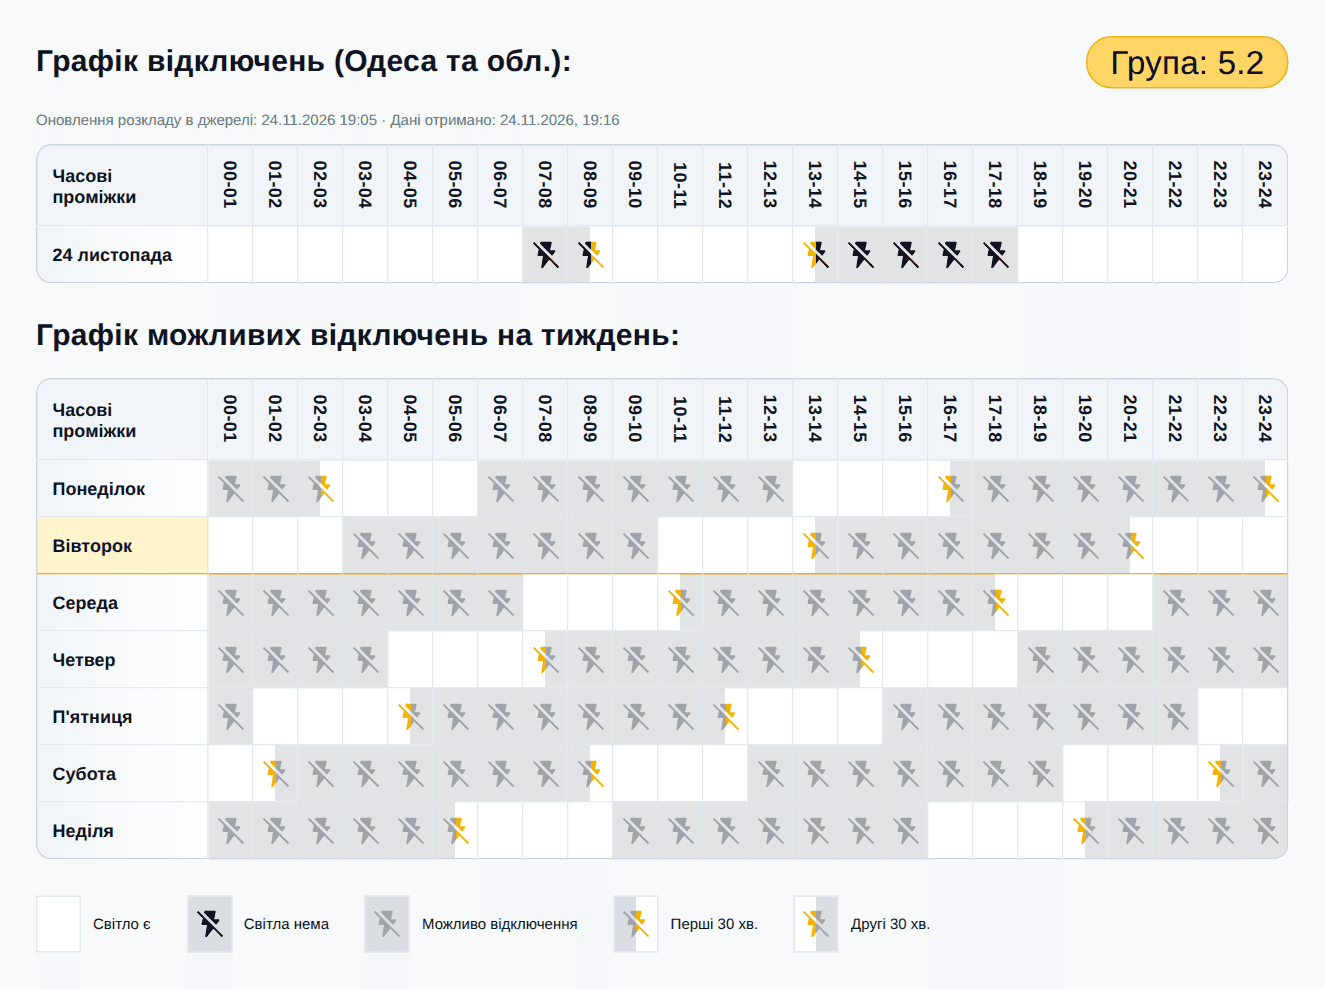 Графік відключень (Одеса та обл.):
Група: 5.2
Оновлення розкладу в джерелі: 24.11.2026 19:05 · Дані отримано: 24.11.2026, 19:16
Часові проміжки 00-01 01-02 02-03 03-04 04-05 05-06 06-07 07-08 08-09 09-10 10-11 11-12 12-13 13-14 14-15 15-16 16-17 17-18 18-19 19-20 20-21 21-22 22-23 23-24
24 листопада
Графік можливих відключень на тиждень:
Часові проміжки 00-01 01-02 02-03 03-04 04-05 05-06 06-07 07-08 08-09 09-10 10-11 11-12 12-13 13-14 14-15 15-16 16-17 17-18 18-19 19-20 20-21 21-22 22-23 23-24
Понеділок
Вівторок
Середа
Четвер
П'ятниця
Субота
Неділя
Світло є Світла нема Можливо відключення Перші 30 хв. Другі 30 хв.